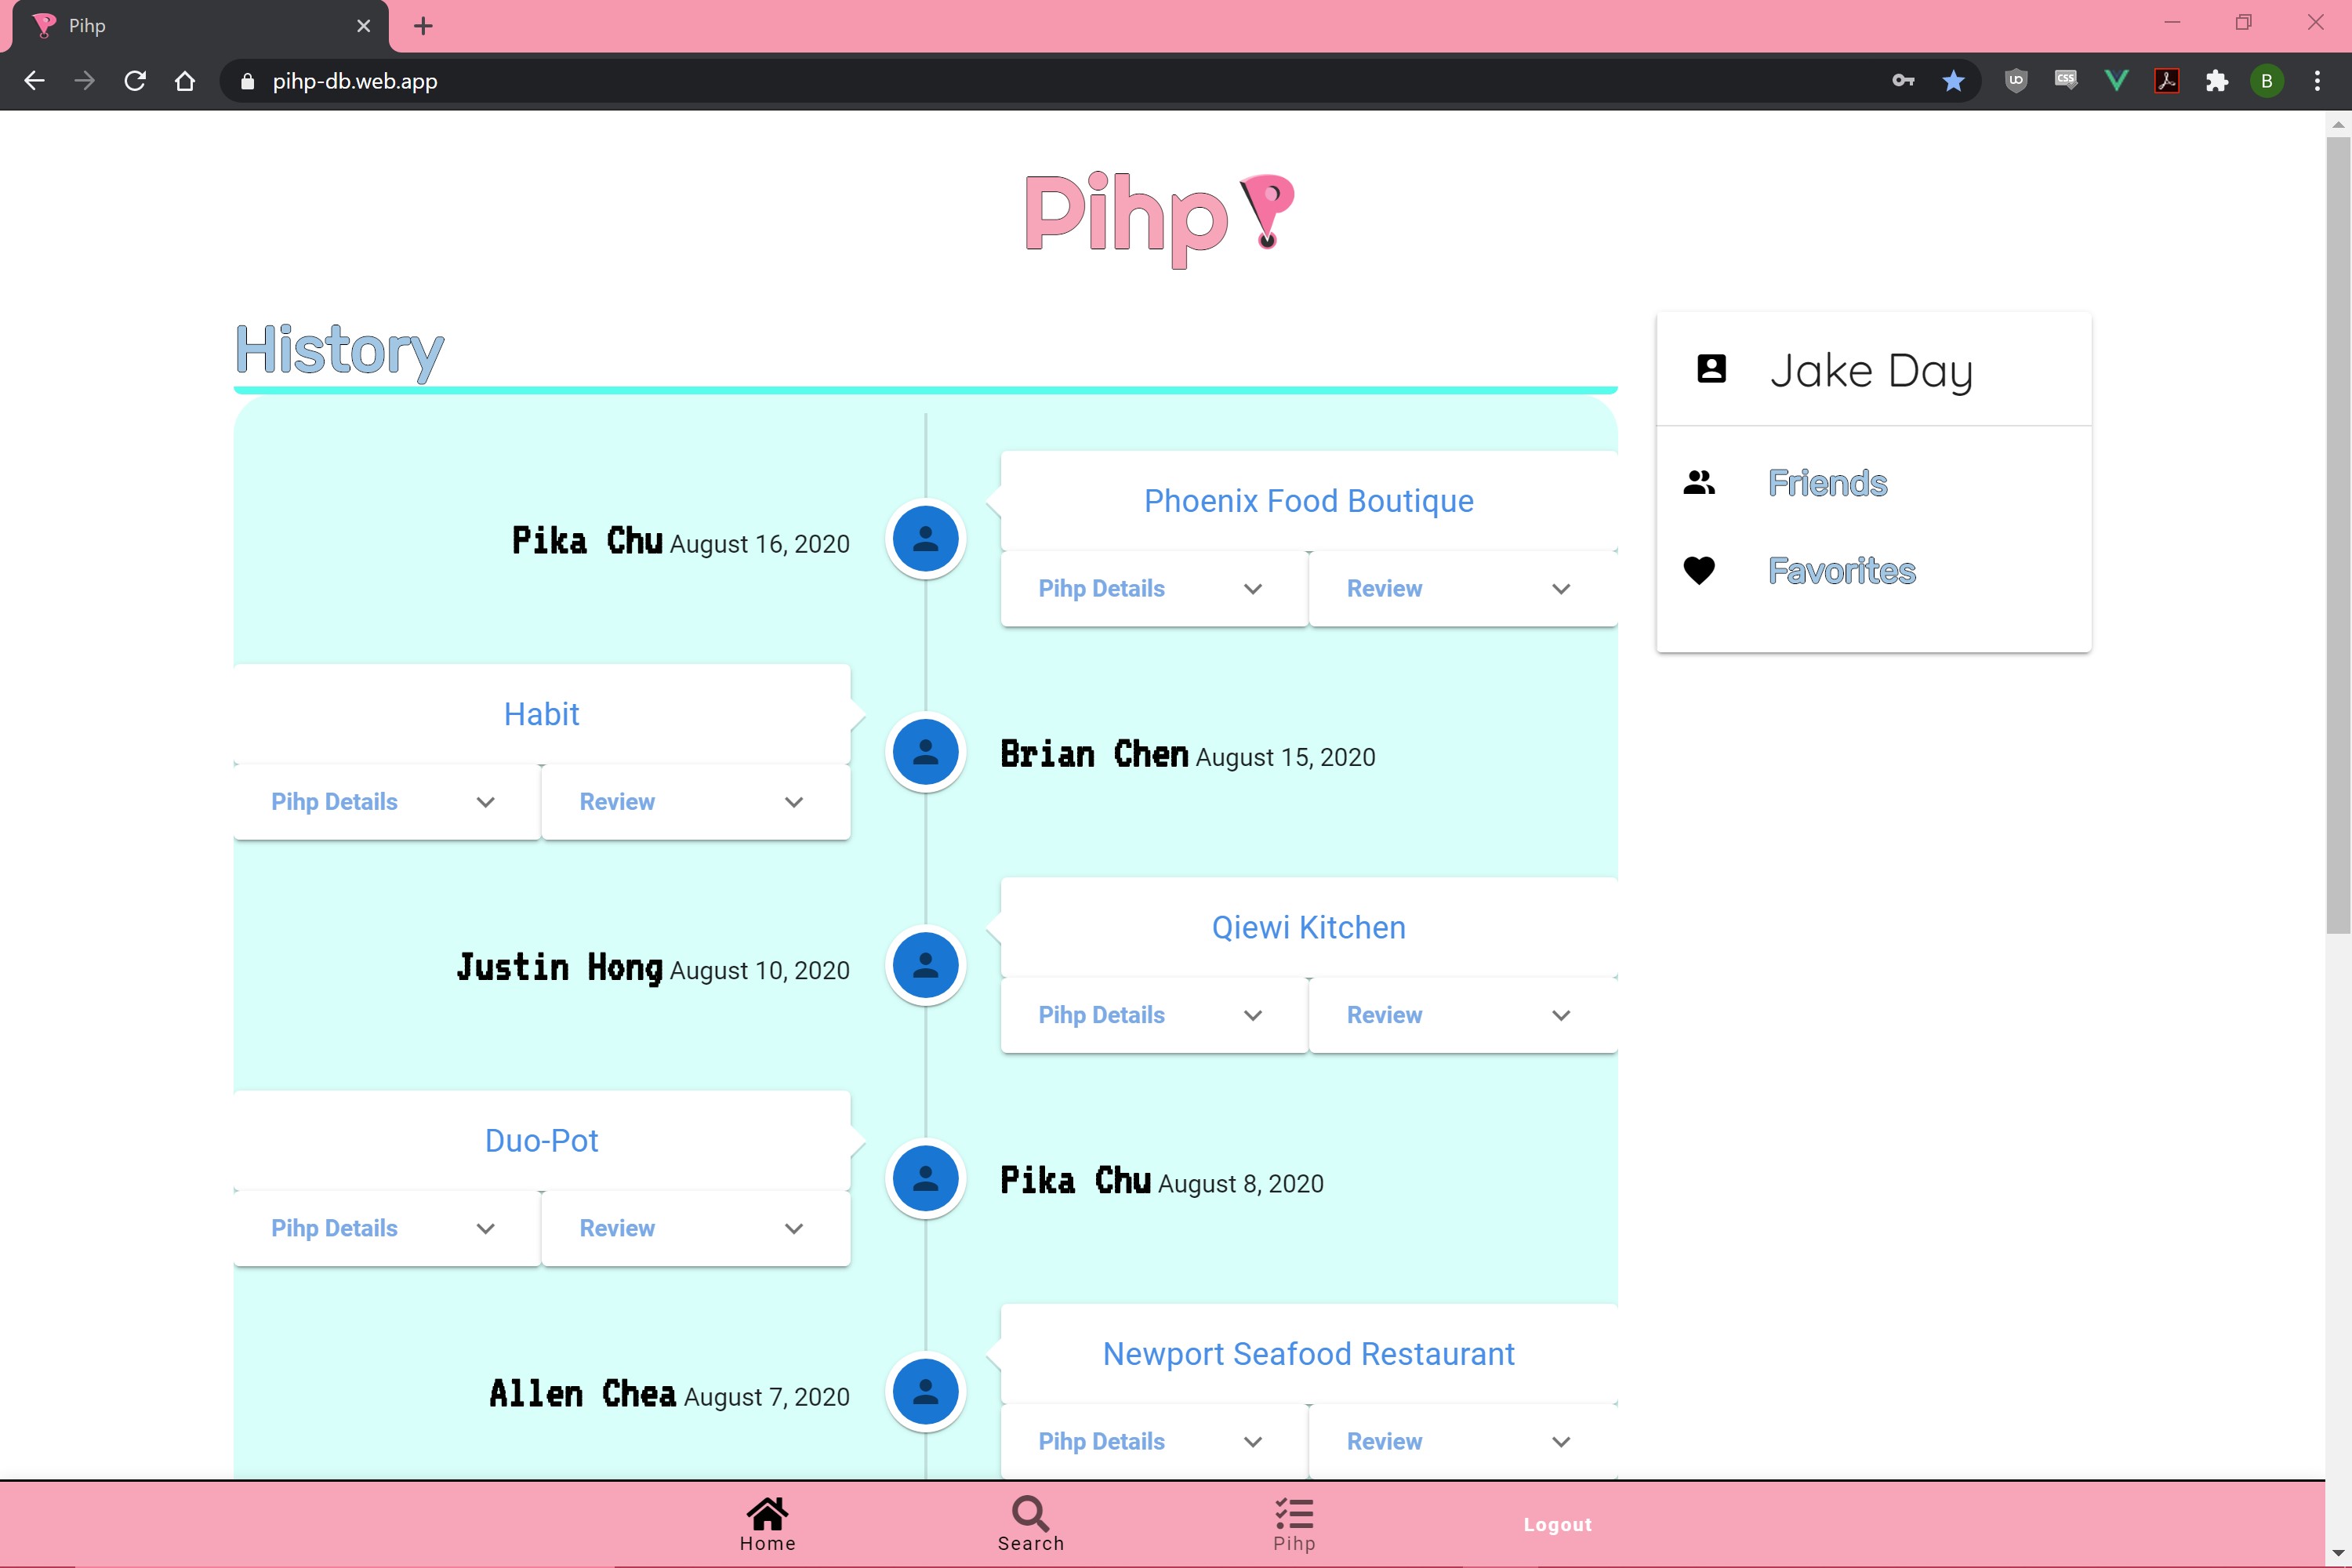 Pihp
pihp-db.web.app
UO
CSS
B
Pihp
History
Jake Day
Friends
Favorites
Pika Chu August 16, 2020
Phoenix Food Boutique
Pihp Details Review
Habit
Pihp Details Review
Brian Chen August 15, 2020
Justin Hong August 10, 2020
Qiewi Kitchen
Pihp Details Review
Duo-Pot
Pihp Details Review
Pika Chu August 8, 2020
Allen Chea August 7, 2020
Newport Seafood Restaurant
Pihp Details Review
Home Search Pihp Logout